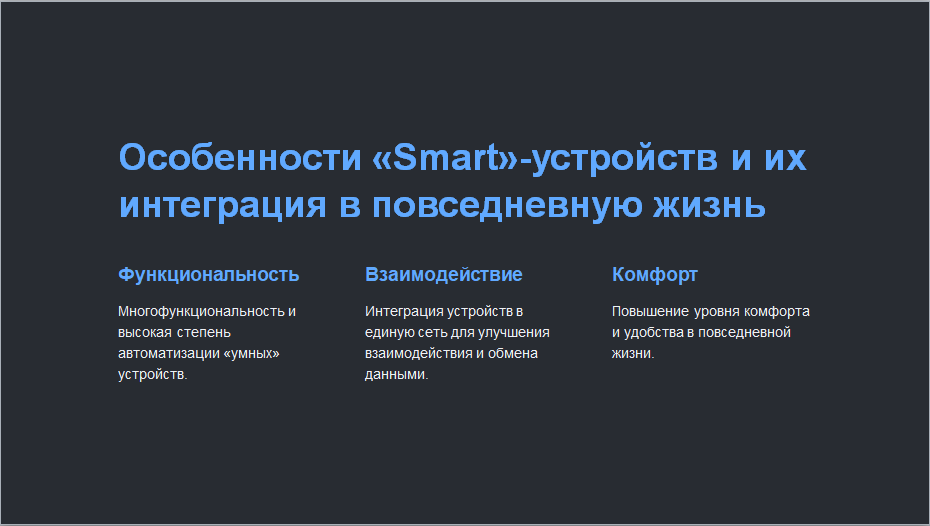 Особенности «Smart»-устройств и их
интеграция в повседневную жизнь
Функциональность
Многофункциональность и
высокая степень
автоматизации «умных»
устройств.
Взаимодействие
Интеграция устройств в
единую сеть для улучшения
взаимодействия и обмена
данными.
Комфорт
Повышение уровня комфорта
и удобства в повседневной
жизни.